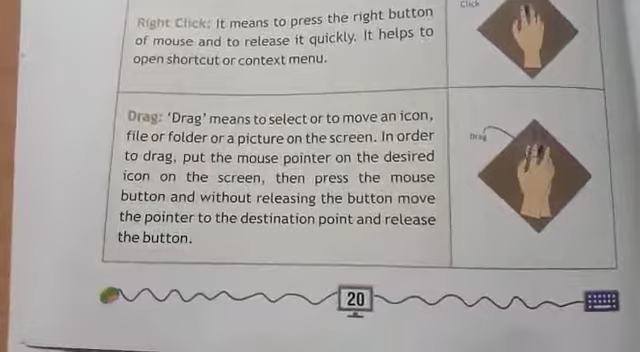 Click
Right Click: It means to press the right button
of mouse and to release it quickly. It helps to
open shortcut or context menu.
Drag: 'Drag' means to select or to move an icon,
file or folder or a picture on the screen. In order
to drag, put the mouse pointer on the desired
icon on the screen, then press the mouse
button and without releasing the button move
the pointer to the destination point and release
the button.
Drag
20